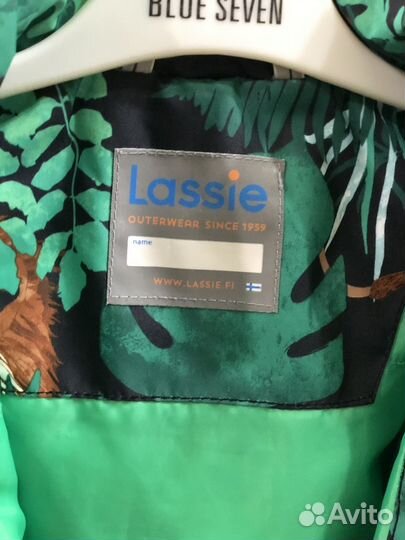 BLUE SEVEN
Lassie
OUTERWEAR SINCE 1959
name
WWW.LASSIE.FI
Avito